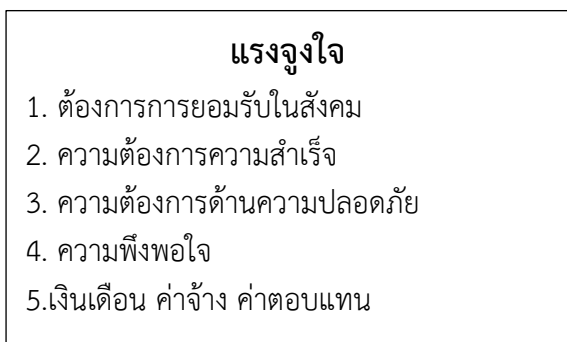 แรงจูงใจ
1. ต้องการการยอมรับในสังคม
2. ความต้องการความสำเร็จ
3. ความต้องการด้านความปลอดภัย
4. ความพึงพอใจ
5.เงินเดือน ค่าจ้าง ค่าตอบแทน